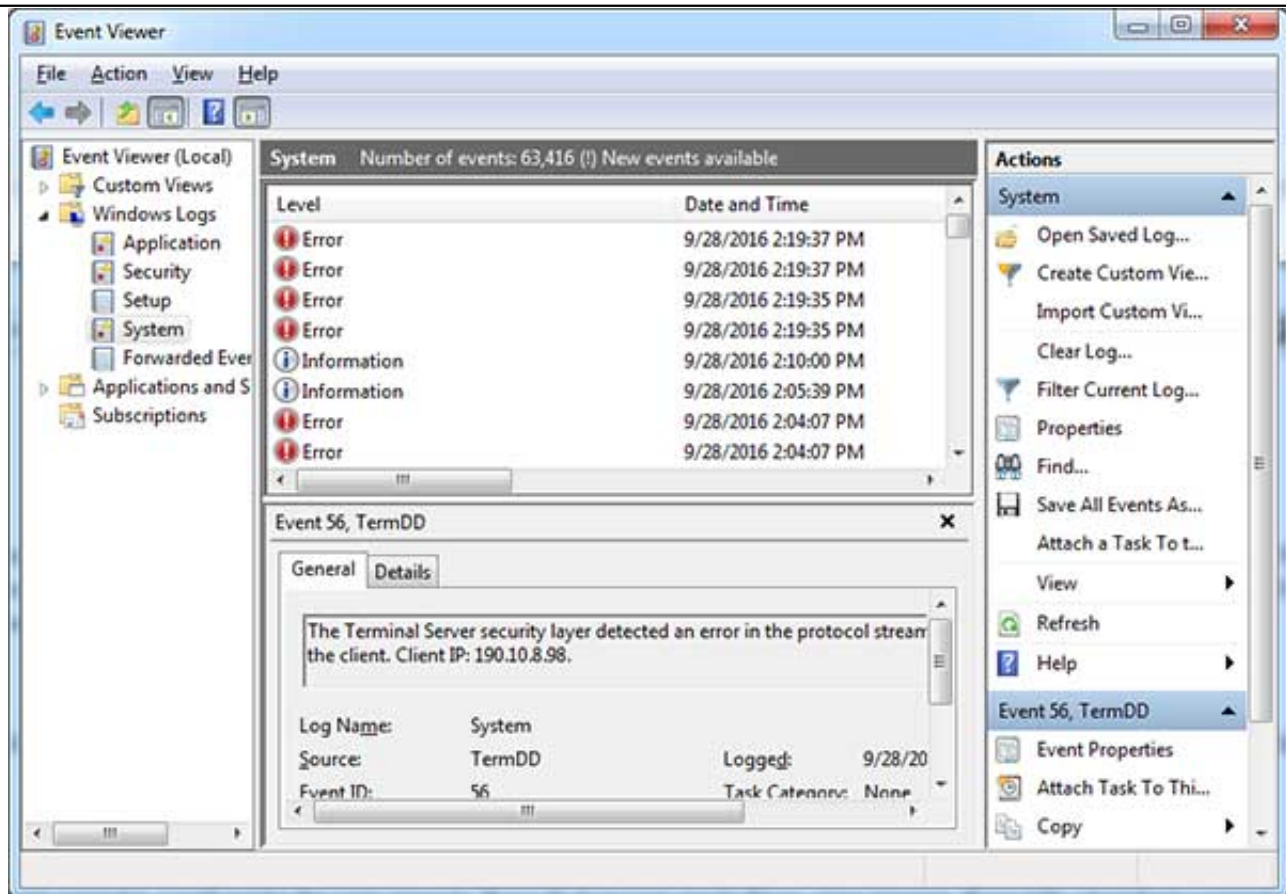 Event Viewer
File Action View Help
Event Viewer (Local)
Custom Views
Windows Logs
Application
Security
Setup
System
Forwarded Ever
Applications and S
Subscriptions
System Number of events: 63,416 (!) New events available
Level Date and Time
Error 9/28/2016 2:19:37 PM
Error 9/28/2016 2:19:37 PM
Error 9/28/2016 2:19:35 PM
Error 9/28/2016 2:19:35 PM
Information 9/28/2016 2:10:00 PM
Information 9/28/2016 2:05:39 PM
Error 9/28/2016 2:04:07 PM
Error 9/28/2016 2:04:07 PM
Event 56, TermDD
General Details
The Terminal Server security layer detected an error in the protocol stream
the client. Client IP: 190.10.8.98.
Log Name: System
Source: TermDD Logged: 9/28/20
Event ID: 56 Task Category: None
Actions
System
Open Saved Log...
Create Custom Vie...
Import Custom Vi...
Clear Log...
Filter Current Log...
Properties
Find...
Save All Events As...
Attach a Task To t...
View
Refresh
Help
Event 56, TermDD
Event Properties
Attach Task To Thi...
Copy